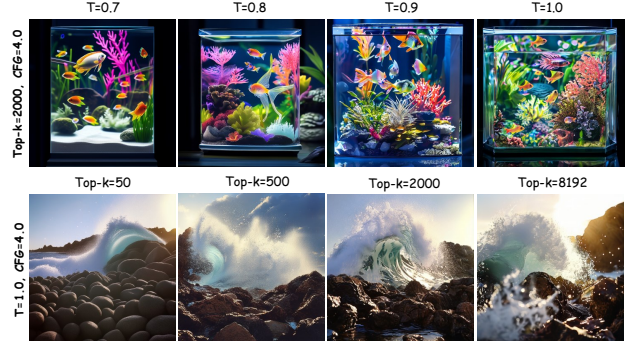 T=0.7 T=0.8 T=0.9 T=1.0
Top-k=2000, CFG=4.0
Top-k=50 Top-k=500 Top-k=2000 Top-k=8192
T=1.0, CFG=4.0